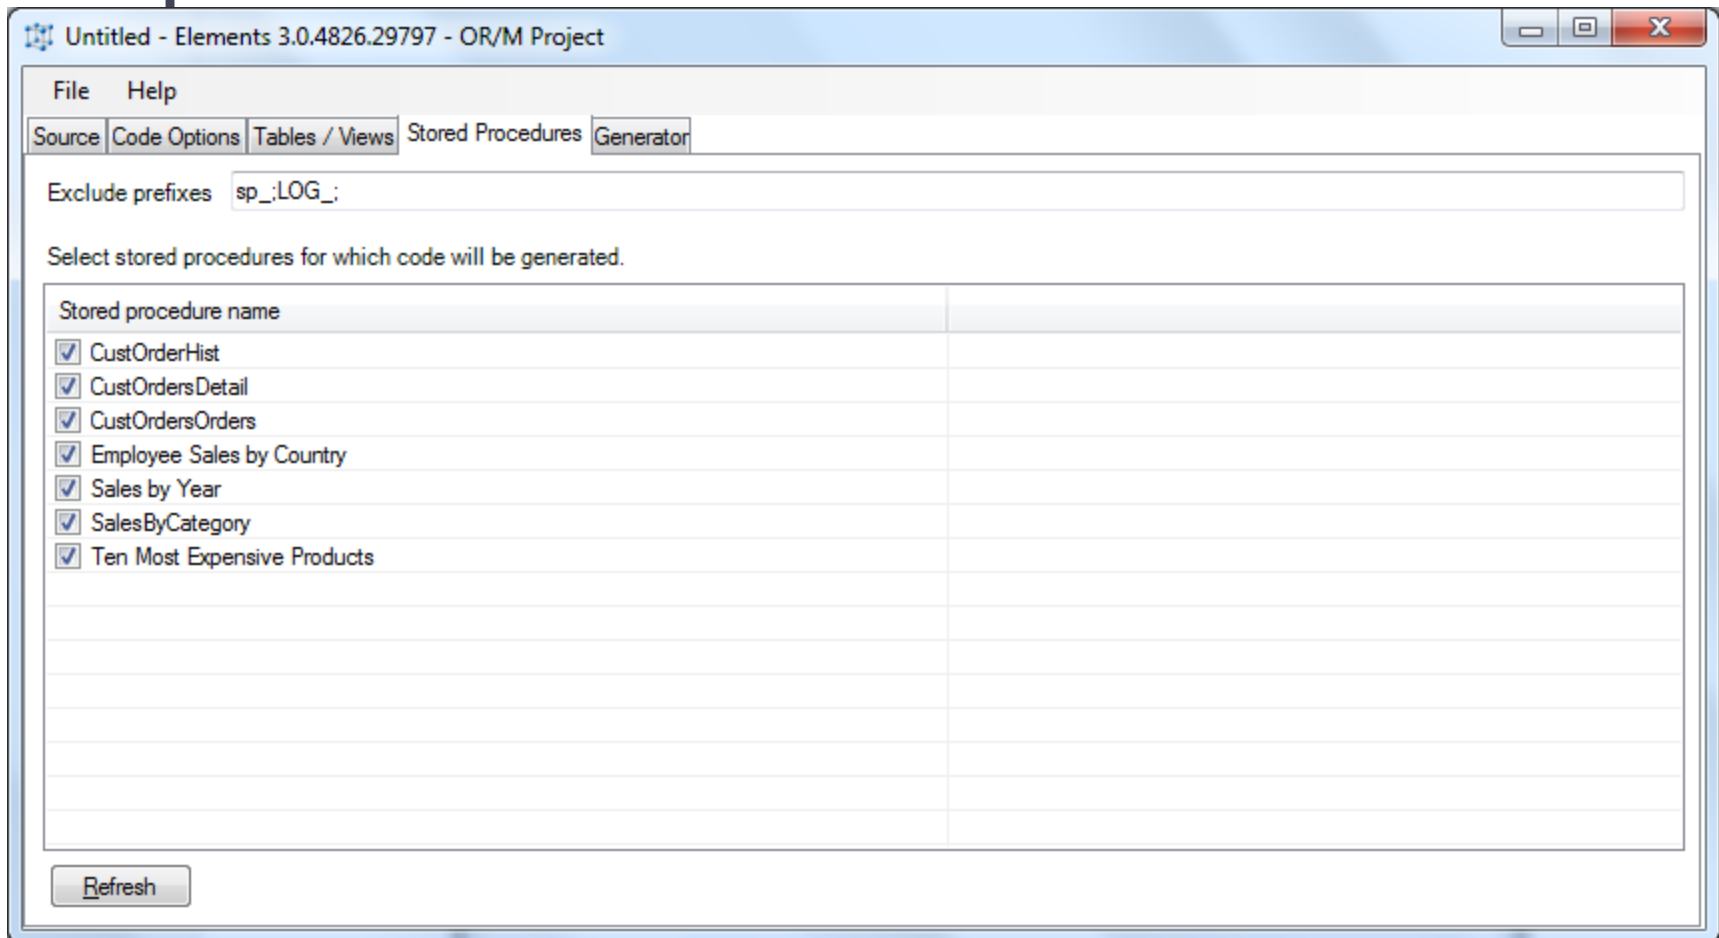 Untitled - Elements 3.0.4826.29797 - OR/M Project
File Help
Source Code Options Tables / Views Stored Procedures Generator
Exclude prefixes sp_;LOG_;
Select stored procedures for which code will be generated.
Stored procedure name
CustOrderHist
CustOrdersDetail
CustOrdersOrders
Employee Sales by Country
Sales by Year
SalesByCategory
Ten Most Expensive Products
Refresh